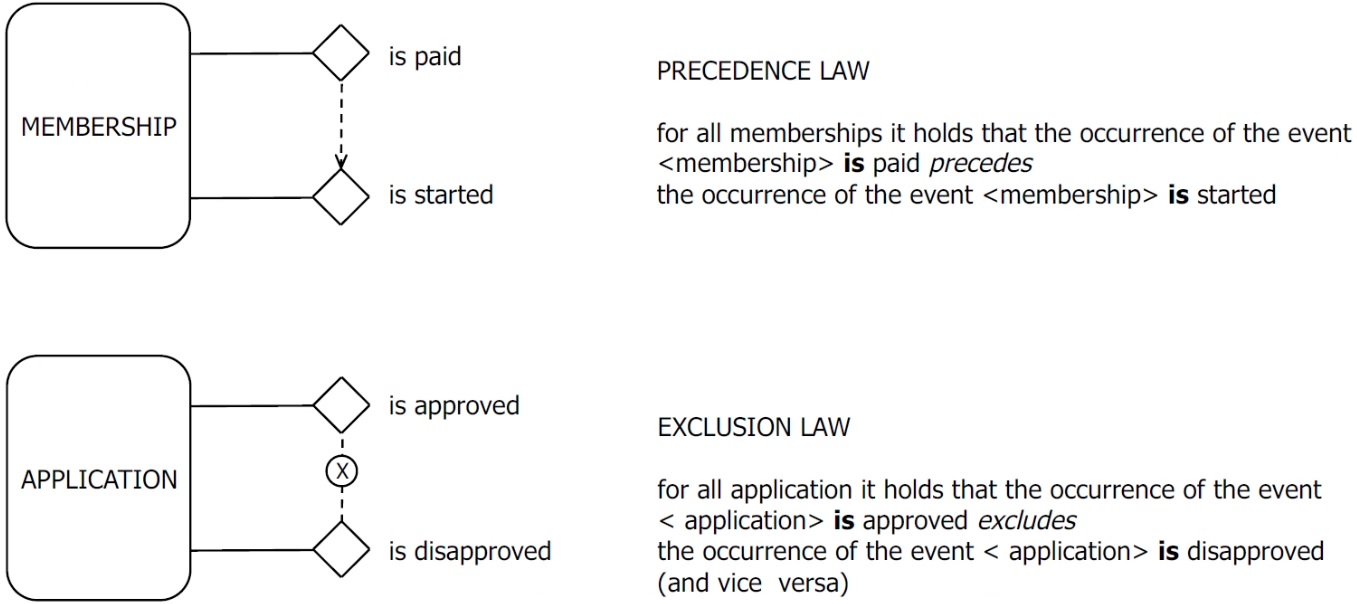 MEMBERSHIP
is paid
is started
PRECEDENCE LAW
for all memberships it holds that the occurrence of the event
<membership> is paid precedes
the occurrence of the event <membership> is started
APPLICATION
is approved
X
is disapproved
EXCLUSION LAW
for all application it holds that the occurrence of the event
< application> is approved excludes
the occurrence of the event < application> is disapproved
(and vice  versa)